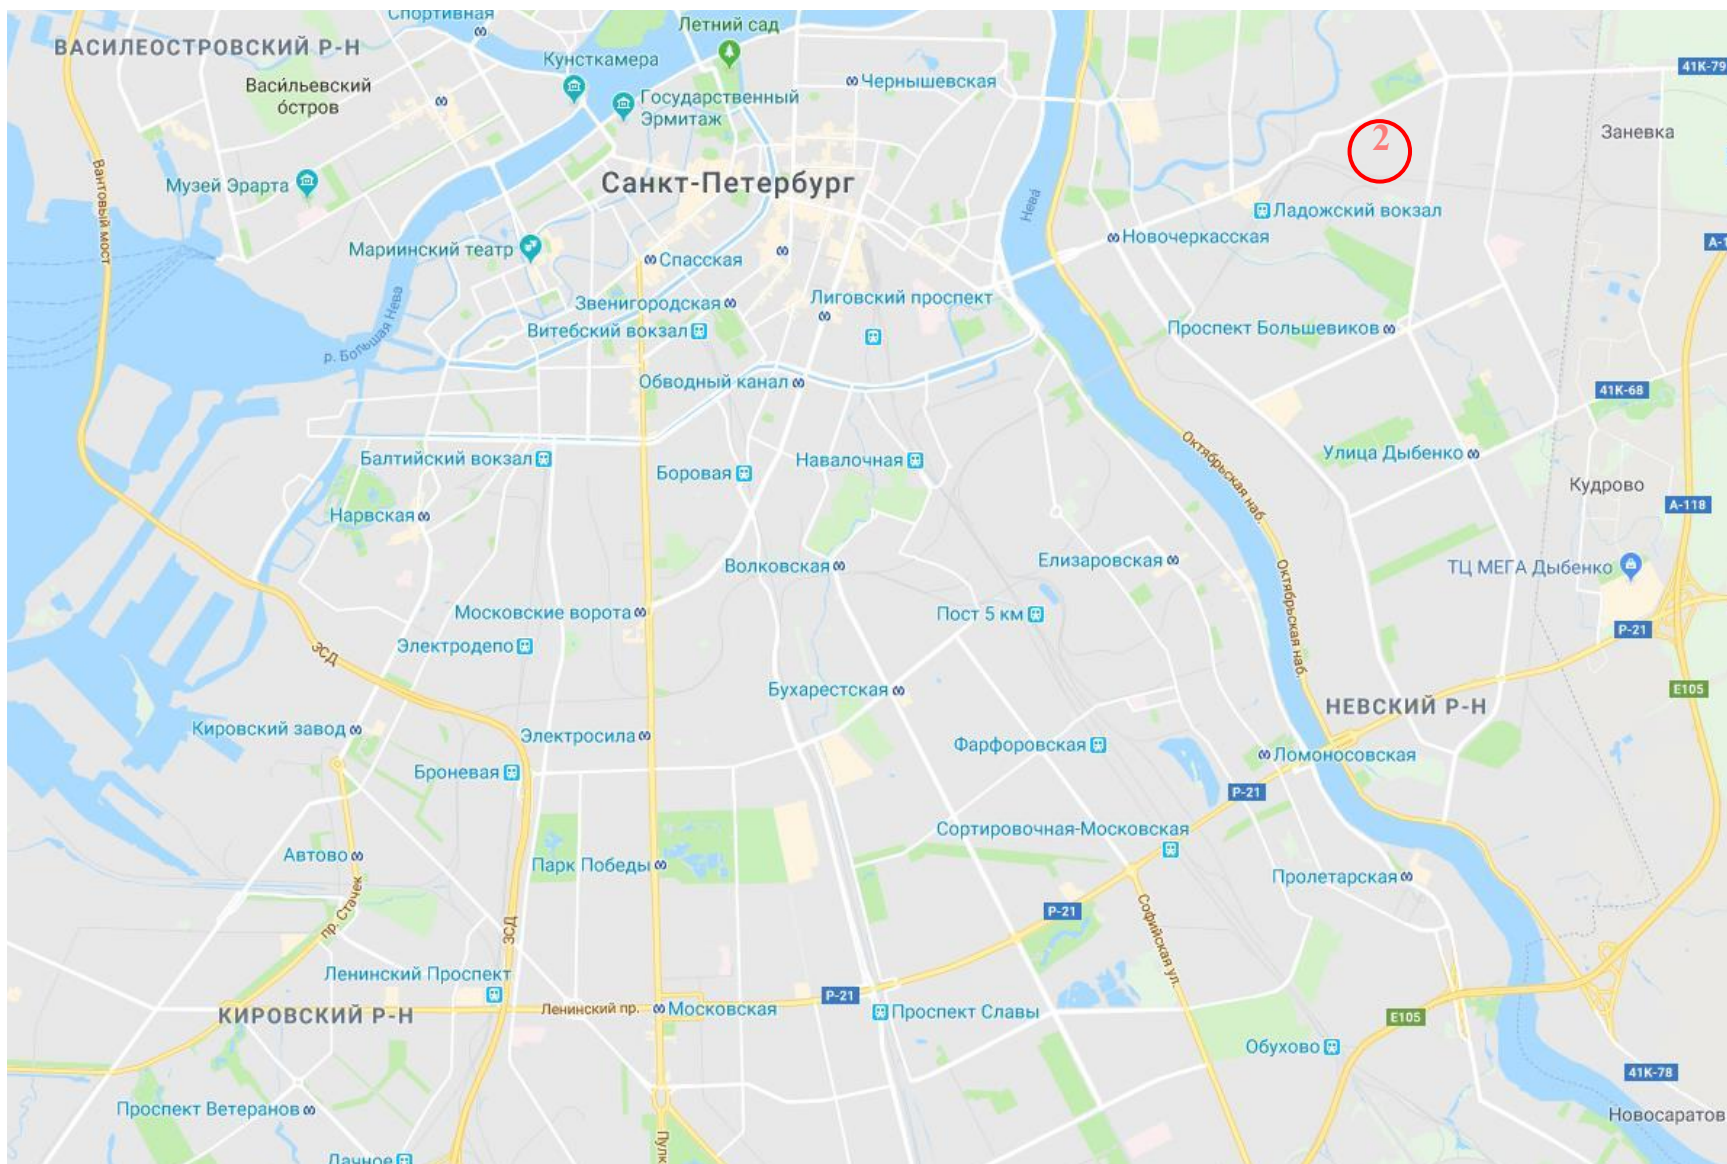 Спортивная
Летний сад
ВАСИЛЕОСТРОВСКИЙ Р-Н
Кунсткамера
41К-79
Васи́льевский
о́стров
Чернышевская
Государственный
Эрмитаж
2
Заневка
Вантовый мост
Музей Эрарта
Санкт-Петербург
Нева
Ладожский вокзал
Новочеркасская
Мариинский театр
Спасская
Звенигородская
Лиговский проспект
Витебский вокзал
Проспект Большевиков
р. Большая Нева
Обводный канал
41К-68
Октябрьская наб.
Улица Дыбенко
Балтийский вокзал
Боровая
Навалочная
Кудрово
А-118
Нарвская
Волковская
Елизаровская
ТЦ МЕГА Дыбенко
Октябрьская наб.
Московские ворота
Пост 5 км
Р-21
Электродепо
ЗСД
Бухарестская
Е105
НЕВСКИЙ Р-Н
Кировский завод
Электросила
Фарфоровская
Ломоносовская
Броневая
Р-21
Сортировочная-Московская
Автово
Парк Победы
Пролетарская
пр. Стачек
Р-21
Софийская ул.
ЗСД
Ленинский Проспект
Р-21
КИРОВСКИЙ Р-Н
Ленинский пр.
Московская
Проспект Славы
Е105
Обухово
41К-78
Проспект Ветеранов
Новосаратов
Дачное